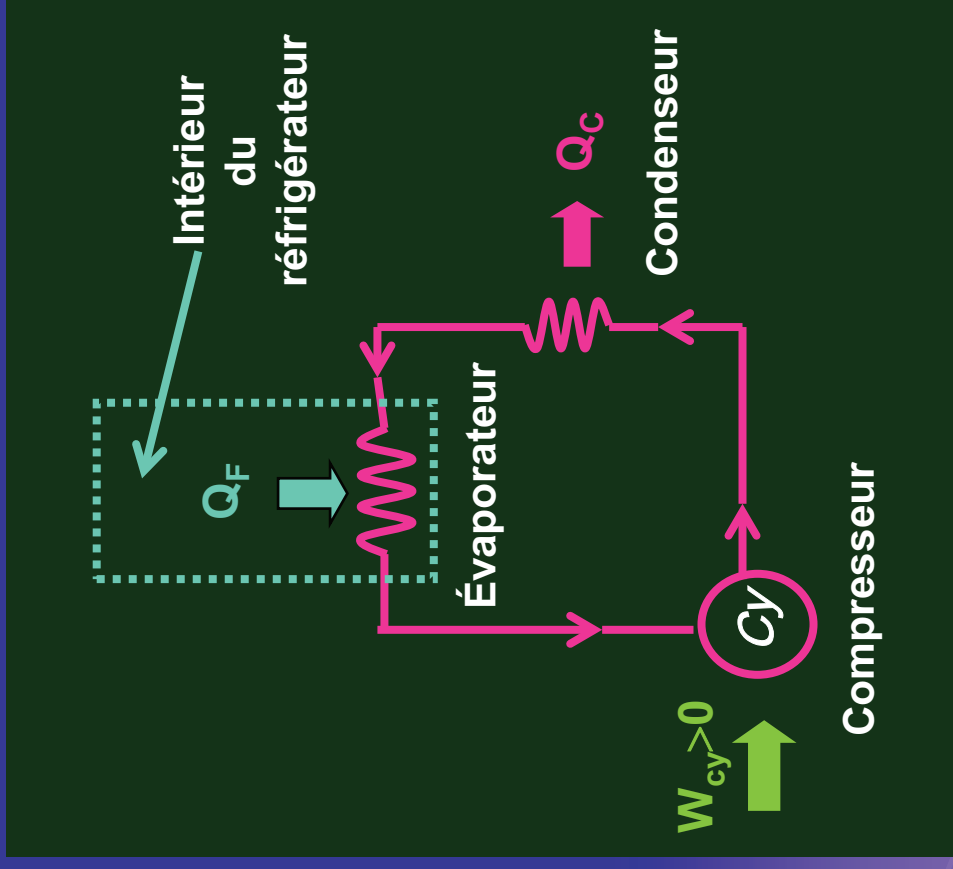 Intérieur
du
réfrigérateur
QF
QC
Évaporateur
Condenseur
Wcy>0
Cy
Compresseur